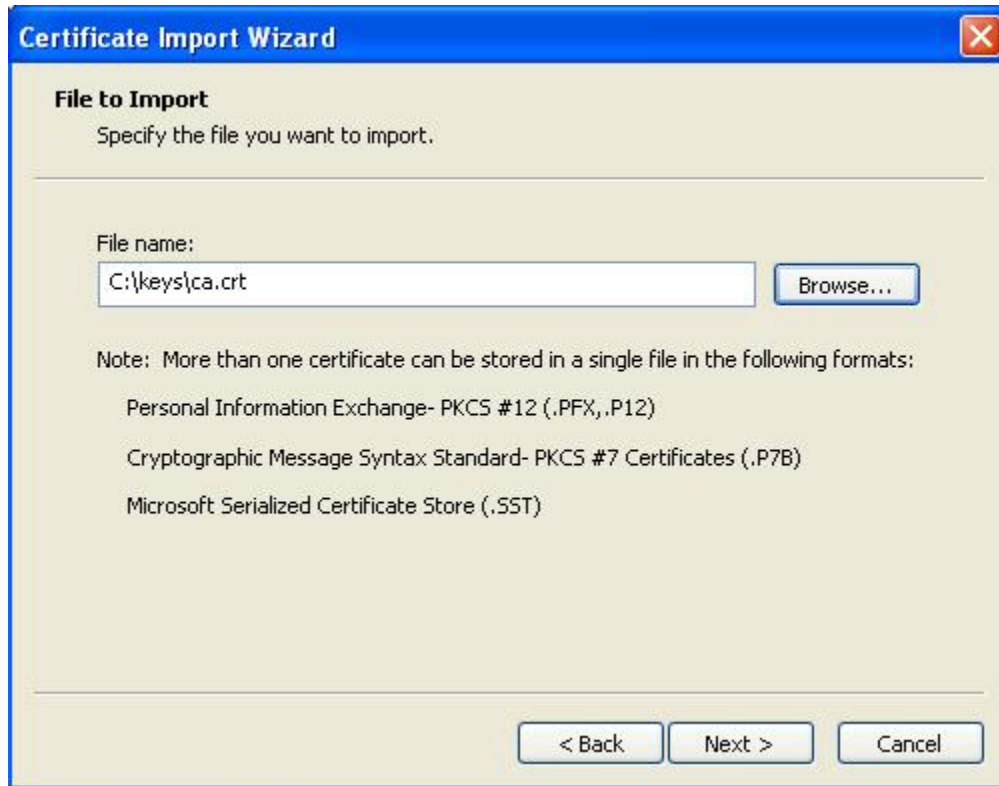 Certificate Import Wizard
File to Import
Specify the file you want to import.
File name:
C:\keys\ca.crt
Browse...
Note:  More than one certificate can be stored in a single file in the following formats:
Personal Information Exchange- PKCS #12 (.PFX,.P12)
Cryptographic Message Syntax Standard- PKCS #7 Certificates (.P7B)
Microsoft Serialized Certificate Store (.SST)
< Back
Next >
Cancel